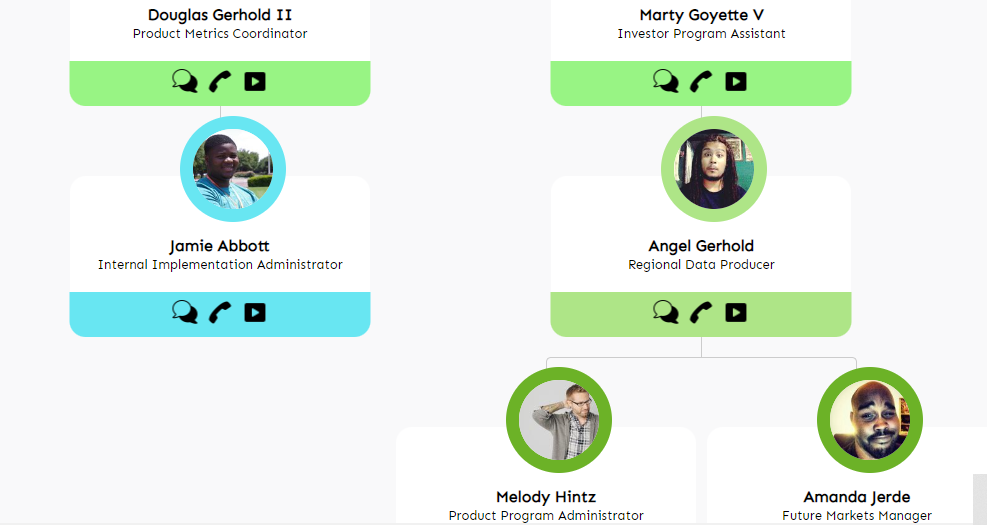 Douglas Gerhold II
Product Metrics Coordinator
Marty Goyette V
Investor Program Assistant
Jamie Abbott
Internal Implementation Administrator
Angel Gerhold
Regional Data Producer
Melody Hintz
Product Program Administrator
Amanda Jerde
Future Markets Manager